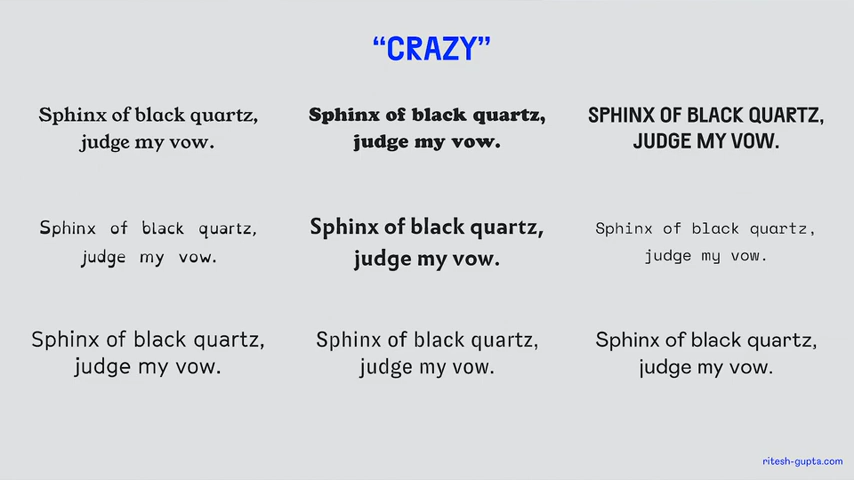 “CRAZY”
Sphinx of black quartz,
judge my vow.
Sphinx of black quartz,
judge my vow.
SPHINX OF BLACK QUARTZ,
JUDGE MY VOW.
Sphinx of black quartz,
judge my vow.
Sphinx of black quartz,
judge my vow.
Sphinx of black quartz,
judge my vow.
Sphinx of black quartz,
judge my vow.
Sphinx of black quartz,
judge my vow.
Sphinx of black quartz,
judge my vow.
ritesh-gupta.com